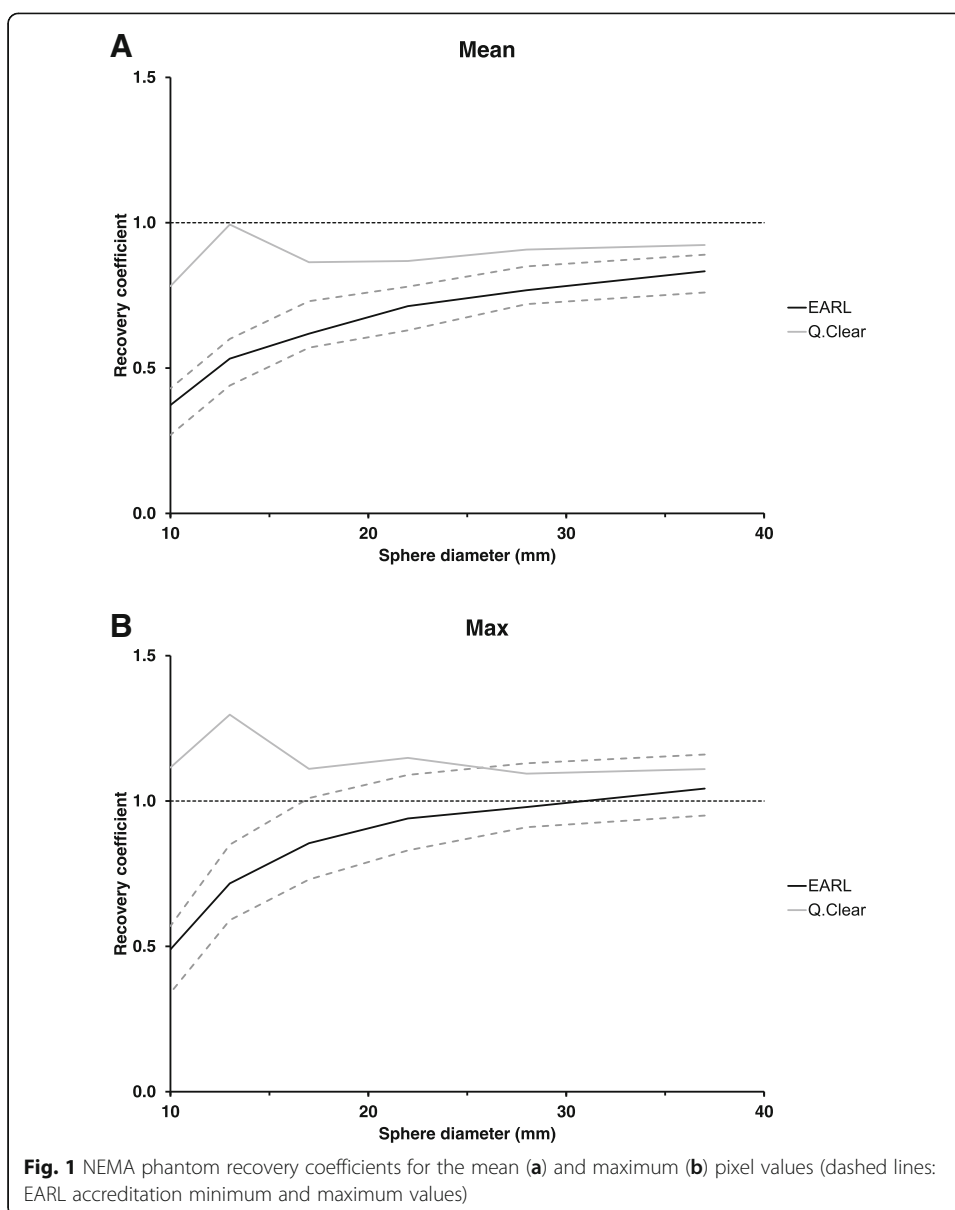 A
Mean
1.5
1.0
0.5
0.0
Recovery coefficient
10 20 30 40
Sphere diameter (mm)
EARL
Q.Clear
B
Max
1.5
1.0
0.5
0.0
Recovery coefficient
10 20 30 40
Sphere diameter (mm)
EARL
Q.Clear
Fig. 1 NEMA phantom recovery coefficients for the mean (a) and maximum (b) pixel values (dashed lines:
EARL accreditation minimum and maximum values)